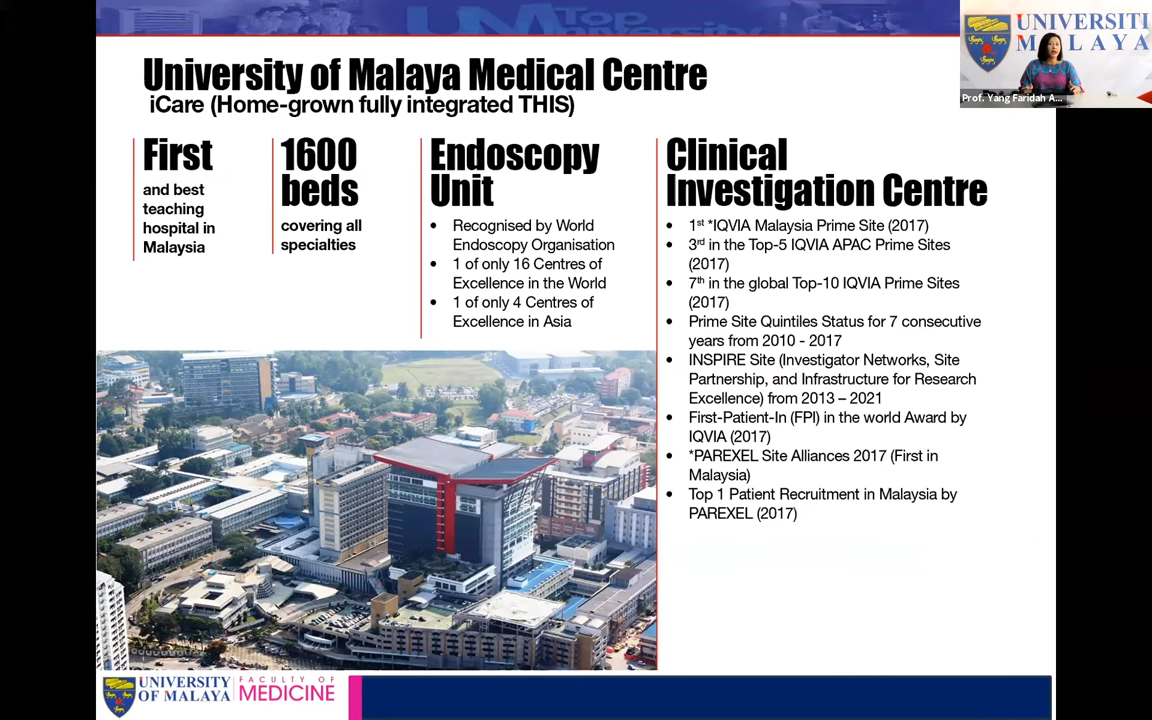 UM Top University
University of Malaya Medical Centre
iCare (Home-grown fully integrated THIS)
First
and best
teaching
hospital in
Malaysia
1600
beds
covering all
specialties
Endoscopy
Unit
• Recognised by World
Endoscopy Organisation
• 1 of only 16 Centres of
Excellence in the World
• 1 of only 4 Centres of
Excellence in Asia
Clinical
Investigation Centre
• 1st *IQVIA Malaysia Prime Site (2017)
• 3rd in the Top-5 IQVIA APAC Prime Sites
(2017)
• 7th in the global Top-10 IQVIA Prime Sites
(2017)
• Prime Site Quintiles Status for 7 consecutive
years from 2010 - 2017
• INSPIRE Site (Investigator Networks, Site
Partnership, and Infrastructure for Research
Excellence) from 2013 – 2021
• First-Patient-In (FPI) in the world Award by
IQVIA (2017)
• *PAREXEL Site Alliances 2017 (First in
Malaysia)
• Top 1 Patient Recruitment in Malaysia by
PAREXEL (2017)
UNIVERSITI
MALAYA
Prof. Yang Faridah A...
UNIVERSITY
OF MALAYA
FACULTY OF
MEDICINE